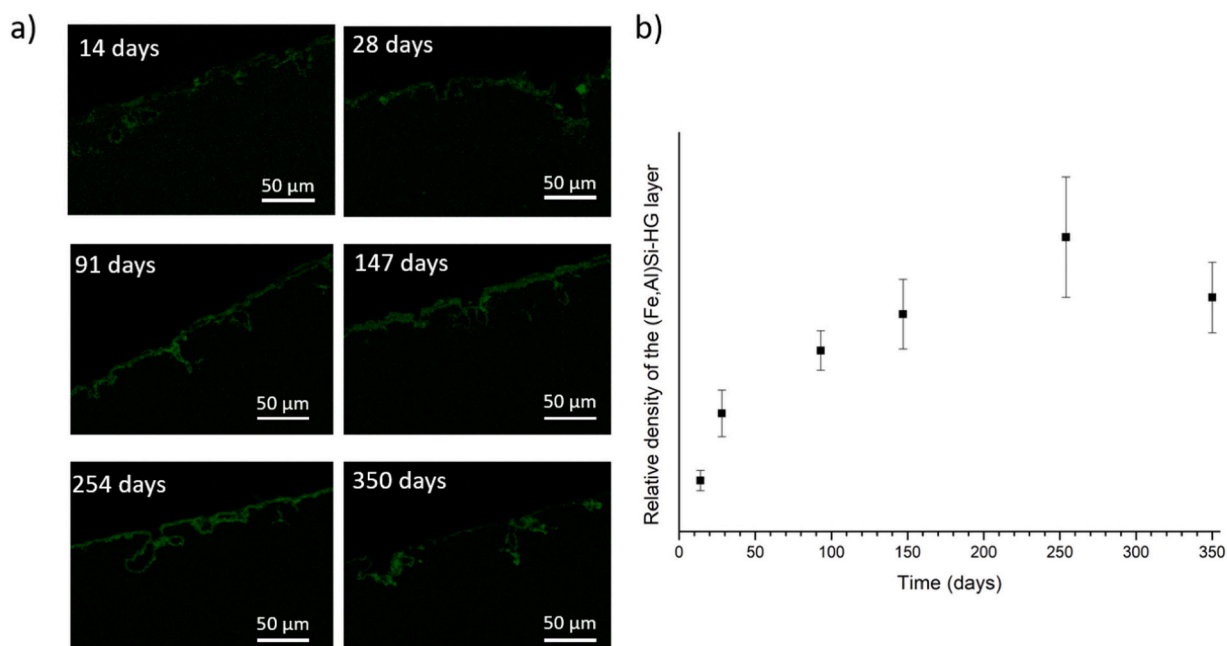 a)
14 days
50 µm
28 days
50 µm
91 days
50 µm
147 days
50 µm
254 days
50 µm
350 days
50 µm
b)
Relative density of the (Fe,Al)Si-HG layer
0 50 100 150 200 250 300 350
Time (days)